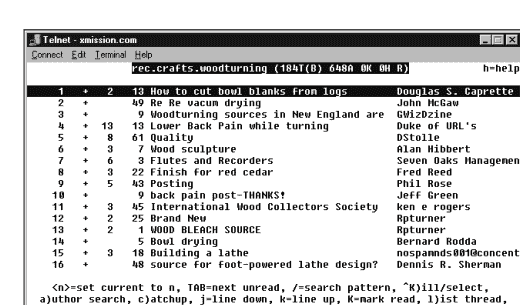 Telnet - xmission.com
Connect Edit Terminal Help
rec.crafts.woodturning (184T(B) 648A 0K 0H R) h=help
1 + 2 13 How to cut bowl blanks from logs Douglas S. Caprette
2 + 49 Re Re vacum drying John McGaw
3 + 9 Woodturning sources in New England are GWizDzine
4 + 13 13 Lower Back Pain while turning Duke of URL's
5 + 8 61 Quality DStolle
6 + 3 7 Wood sculpture Alan Hibbert
7 + 6 3 Flutes and Recorders Seven Oaks Managemen
8 + 3 22 Finish for red cedar Fred Reed
9 + 5 43 Posting Phil Rose
10 + 9 back pain post-THANKS! Jeff Green
11 + 3 45 International Wood Collectors Society ken e rogers
12 + 2 25 Brand New Rpturner
13 + 2 1 WOOD BLEACH SOURCE Rpturner
14 + 5 Bowl drying Bernard Rodda
15 + 3 18 Building a lathe nospamnds001@concent
16 + 48 source for foot-powered lathe design? Dennis R. Sherman
<n>=set current to n, TAB=next unread, /=search pattern, ^K)ill/select,
a)uthor search, c)atchup, j=line down, k=line up, K=mark read, l)ist thread,